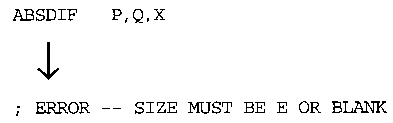 ABSDIF P,Q,X
; ERROR -- SIZE MUST BE E OR BLANK